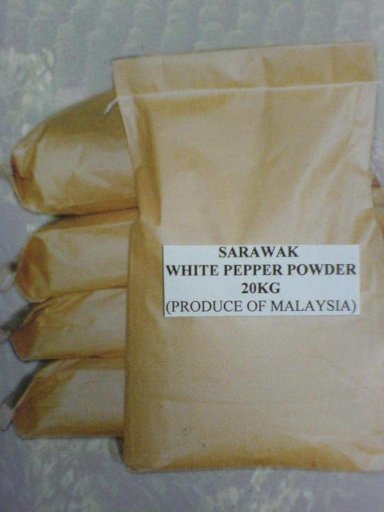 SARAWAK
WHITE PEPPER POWDER
20KG
(PRODUCE OF MALAYSIA)